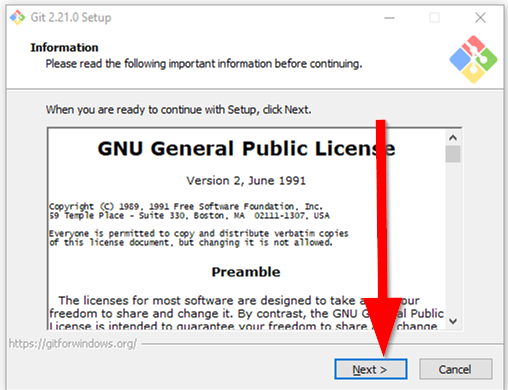 Git 2.21.0 Setup
Information
Please read the following important information before continuing.
When you are ready to continue with Setup, click Next.
GNU General Public License
Version 2, June 1991
Copyright (C) 1989, 1991 Free Software Foundation, Inc.
59 Temple Place - Suite 330, Boston, MA  02111-1307, USA
Everyone is permitted to copy and distribute verbatim copies
of this license document, but changing it is not allowed.
Preamble
The licenses for most software are designed to take your
freedom to share and change it. By contrast, the GNU G Public
License is intended to guarantee your freedom to share change
https://gitforwindows.org/
Next >
Cancel